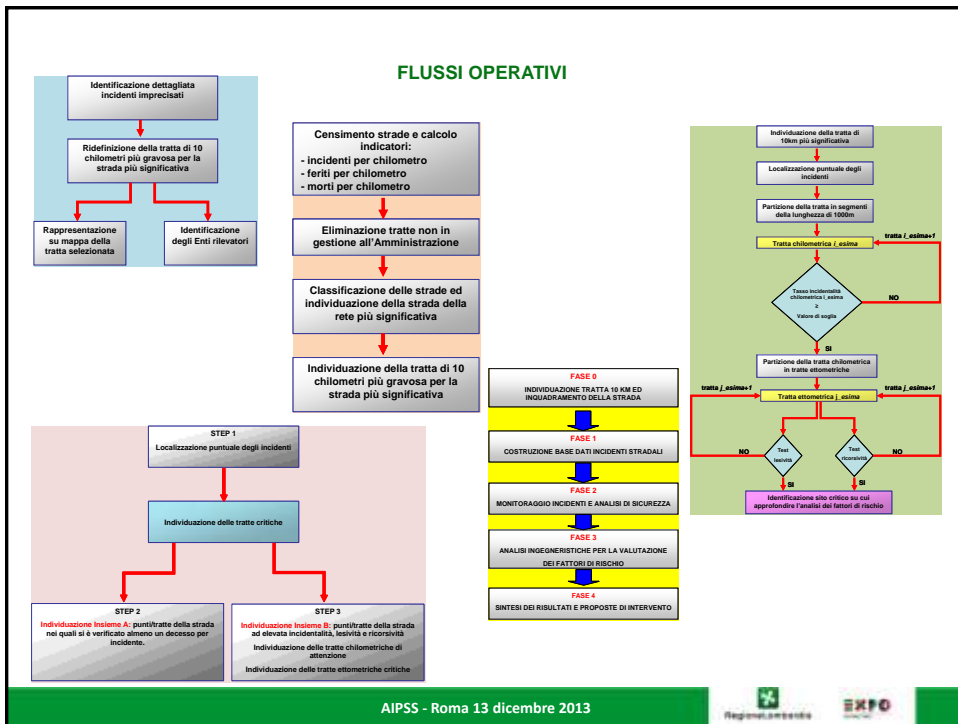 FLUSSI OPERATIVI
Identificazione dettagliata
incidenti imprecisati
Ridefinizione della tratta di 10
chilometri più gravosa per la
strada più significativa
Rappresentazione
su mappa della
tratta selezionata
Identificazione
degli Enti rilevatori
Censimento strade e calcolo
indicatori:
- incidenti per chilometro
- feriti per chilometro
- morti per chilometro
Eliminazione tratte non in
gestione all'Amministrazione
Classificazione delle strade ed
individuazione della strada della
rete più significativa
Individuazione della tratta di 10
chilometri più gravosa per la
strada più significativa
Individuazione della tratta di
10km più significativa
Localizzazione puntuale degli
incidenti
Partizione della tratta in segmenti
della lunghezza di 1000m
Tratta chilometrica i_esima
tratta i_esima+1
Tasso incidentalità
chilometrica i_esima
≥
Valore di soglia
NO
SI
Partizione della tratta chilometrica
in tratte ettometriche
tratta j_esima+1
Tratta ettometrica j_esima
tratta j_esima+1
NO
Test
lesività
Test
ricorsività
NO
SI
SI
Identificazione sito critico su cui
approfondire l'analisi dei fattori di rischio
STEP 1
Localizzazione puntuale degli incidenti
Individuazione delle tratte critiche
STEP 2
Individuazione Insieme A: punti/tratte della strada
nei quali si è verificato almeno un decesso per
incidente.
STEP 3
Individuazione Insieme B: punti/tratte della strada
ad elevata incidentalità, lesività e ricorsività
Individuazione delle tratte chilometriche di
attenzione
Individuazione delle tratte ettometriche critiche
FASE 0
INDIVIDUAZIONE TRATTA 10 KM ED
INQUADRAMENTO DELLA STRADA
FASE 1
COSTRUZIONE BASE DATI INCIDENTI STRADALI
FASE 2
MONITORAGGIO INCIDENTI E ANALISI DI SICUREZZA
FASE 3
ANALISI INGEGNERISTICHE PER LA VALUTAZIONE
DEI FATTORI DI RISCHIO
FASE 4
SINTESI DEI RISULTATI E PROPOSTE DI INTERVENTO
AIPSS - Roma 13 dicembre 2013
RegioneLombardia
EXPO